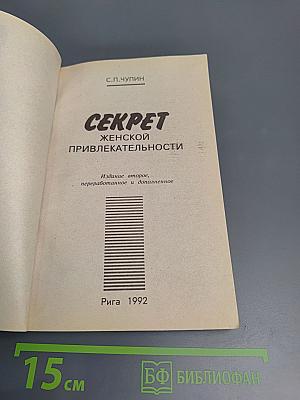 С.П.ЧУПИН
СЕКРЕТ
ЖЕНСКОЙ
ПРИВЛЕКАТЕЛЬНОСТИ
Издание второе,
переработанное и дополненное
Рига 1992
15 см
БФ БИБЛИОФАН